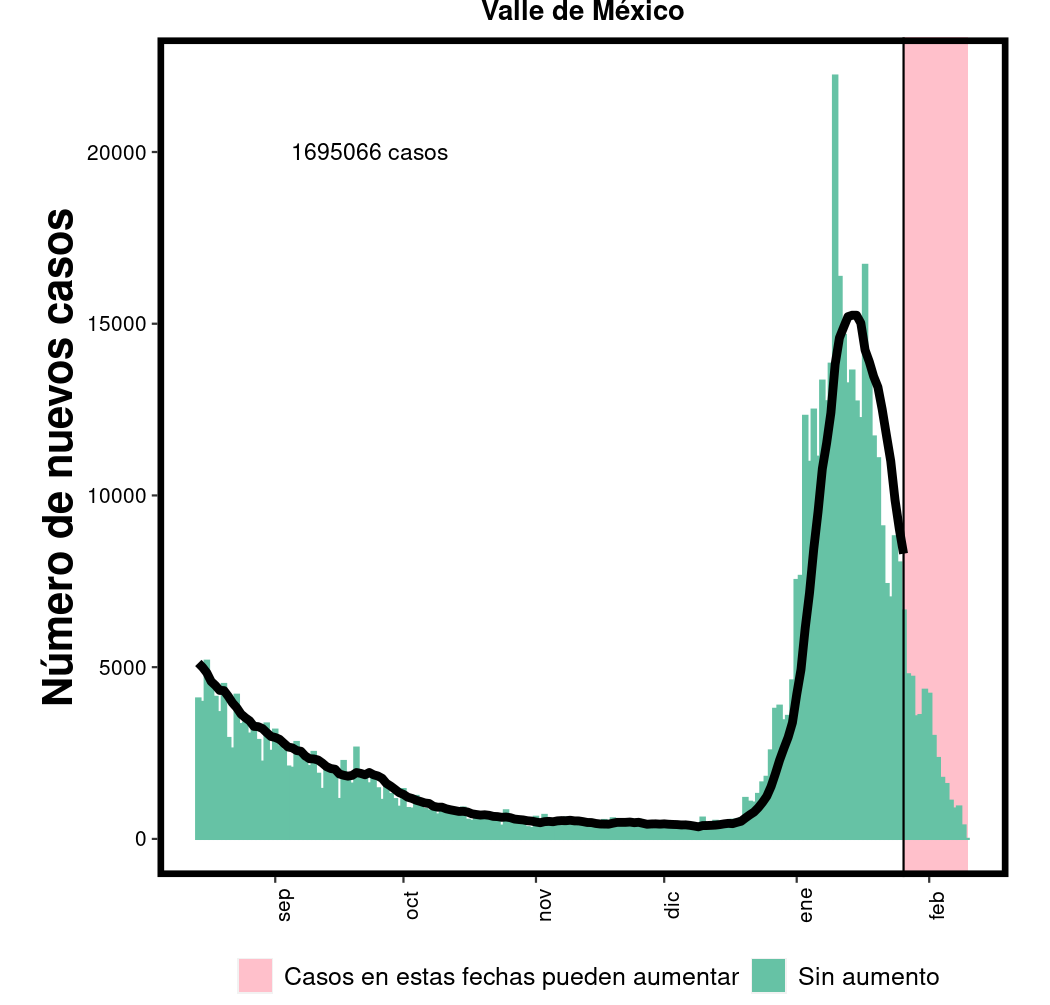 Valle de México
1695066 casos
Número de nuevos casos
20000
15000
10000
5000
0
sep
oct
nov
dic
ene
feb
Casos en estas fechas pueden aumentar
Sin aumento